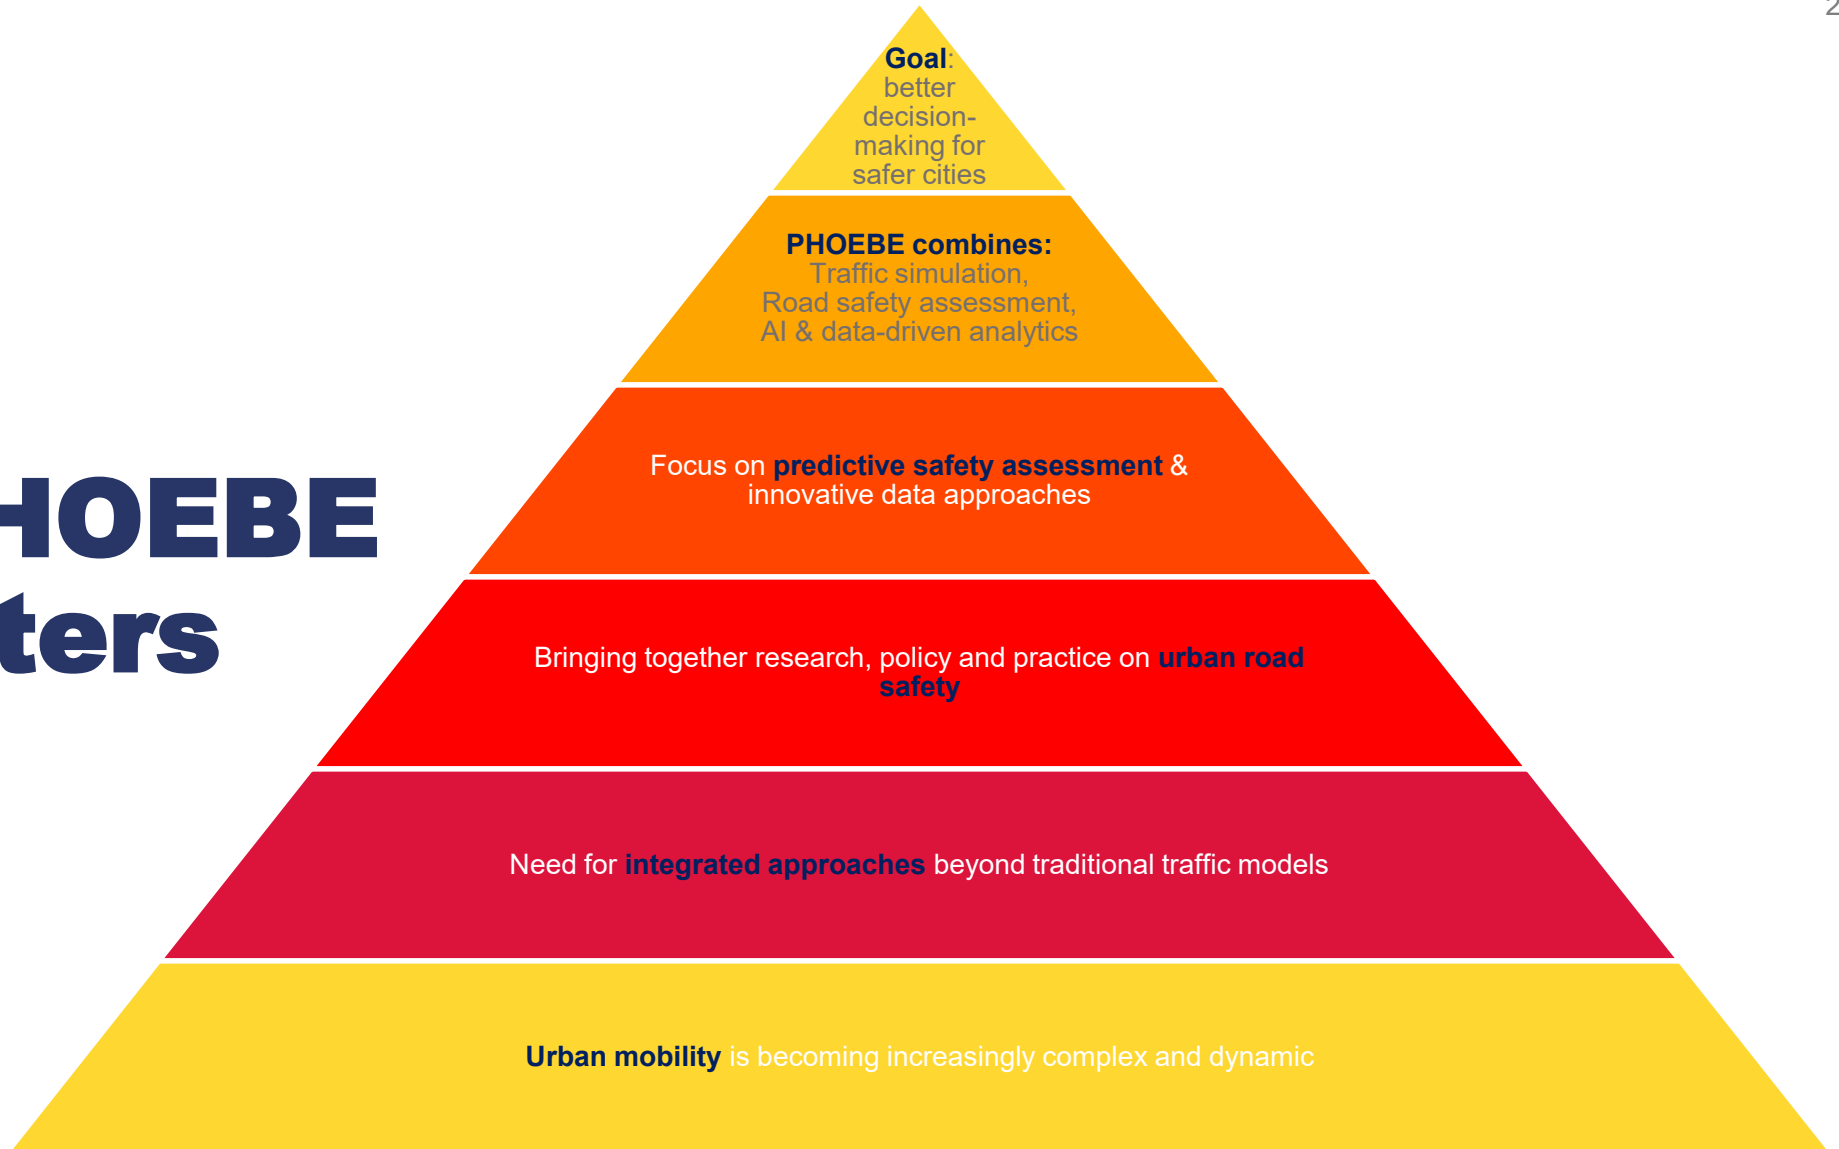 2
Goal:
better
decision-
making for
safer cities
PHOEBE combines:
Traffic simulation,
Road safety assessment,
AI & data-driven analytics
Focus on predictive safety assessment &
innovative data approaches
HOEBE
ters
Bringing together research, policy and practice on urban road
safety
Need for integrated approaches beyond traditional traffic models
Urban mobility is becoming increasingly complex and dynamic